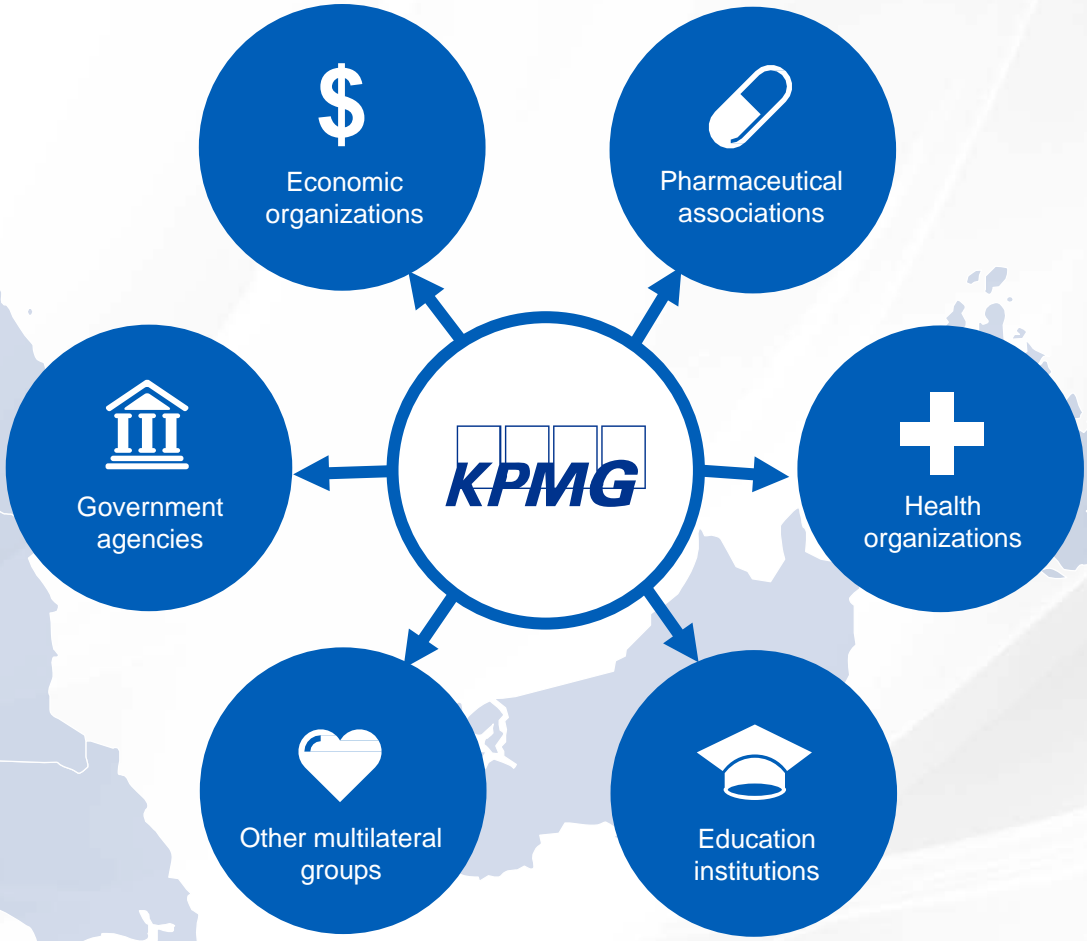 $
Economic
organizations
Pharmaceutical
associations
Government
agencies
KPMG
Health
organizations
Other multilateral
groups
Education
institutions